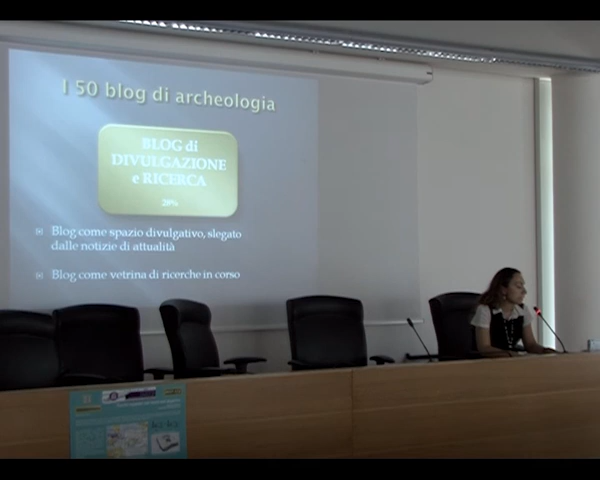 I 50 blog di archeologia
BLOG di
DIVULGAZIONE
e RICERCA
20%
Blog come spazio divulgativo, slegato
dalle notizie di attualità
Blog come vetrina di ricerche in corso